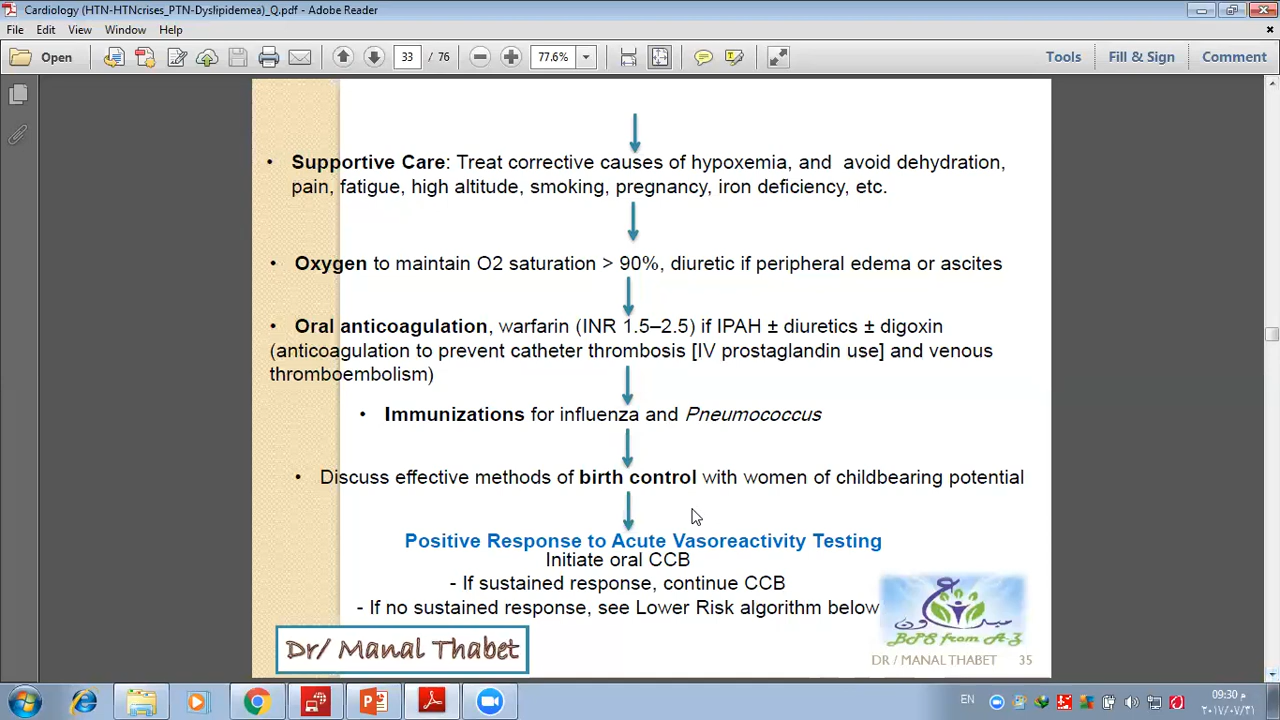 Cardiology (HTN-HTNcrises_PTN-Dyslipidemea)_Q.pdf - Adobe Reader
File Edit View Window Help
Open 33 / 76 77.6% Tools Fill & Sign Comment
• Supportive Care: Treat corrective causes of hypoxemia, and avoid dehydration,
pain, fatigue, high altitude, smoking, pregnancy, iron deficiency, etc.
• Oxygen to maintain O2 saturation > 90%, diuretic if peripheral edema or ascites
• Oral anticoagulation, warfarin (INR 1.5–2.5) if IPAH ± diuretics ± digoxin
(anticoagulation to prevent catheter thrombosis [IV prostaglandin use] and venous
thromboembolism)
• Immunizations for influenza and Pneumococcus
• Discuss effective methods of birth control with women of childbearing potential
Positive Response to Acute Vasoreactivity Testing
Initiate oral CCB
- If sustained response, continue CCB
- If no sustained response, see Lower Risk algorithm below
Dr/ Manal Thabet
BPS from A-Z
DR / MANAL THABET 35
EN
09:30 م
٢٠١٧/٠٧/٣١